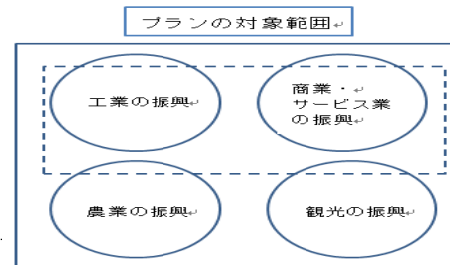 プランの対象範囲
工業の振興
商業・
サービス業
の振興
農業の振興
観光の振興